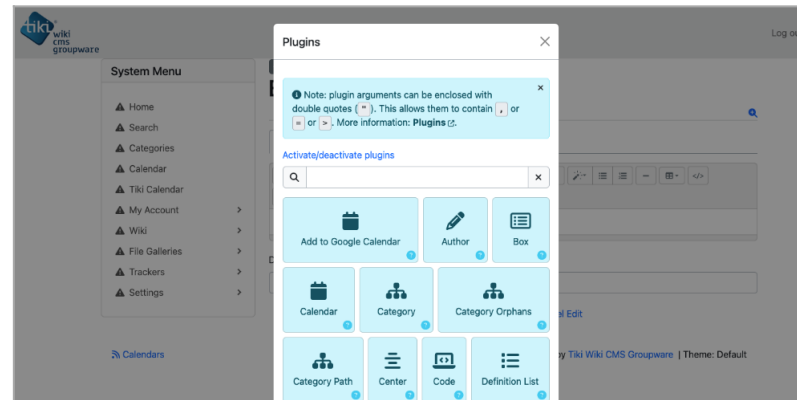 tiki
wiki
cms
groupware
Log ou
System Menu
Home
Search
Categories
Calendar
Tiki Calendar
My Account
Wiki
File Galleries
Trackers
Settings
Calendars
Plugins
Note: plugin arguments can be enclosed with
double quotes ( " ). This allows them to contain , or
= or > . More information: Plugins.
Activate/deactivate plugins
Add to Google Calendar
Author
Box
Calendar
Category
Category Orphans
Category Path
Center
Code
Definition List
el Edit
by Tiki Wiki CMS Groupware | Theme: Default